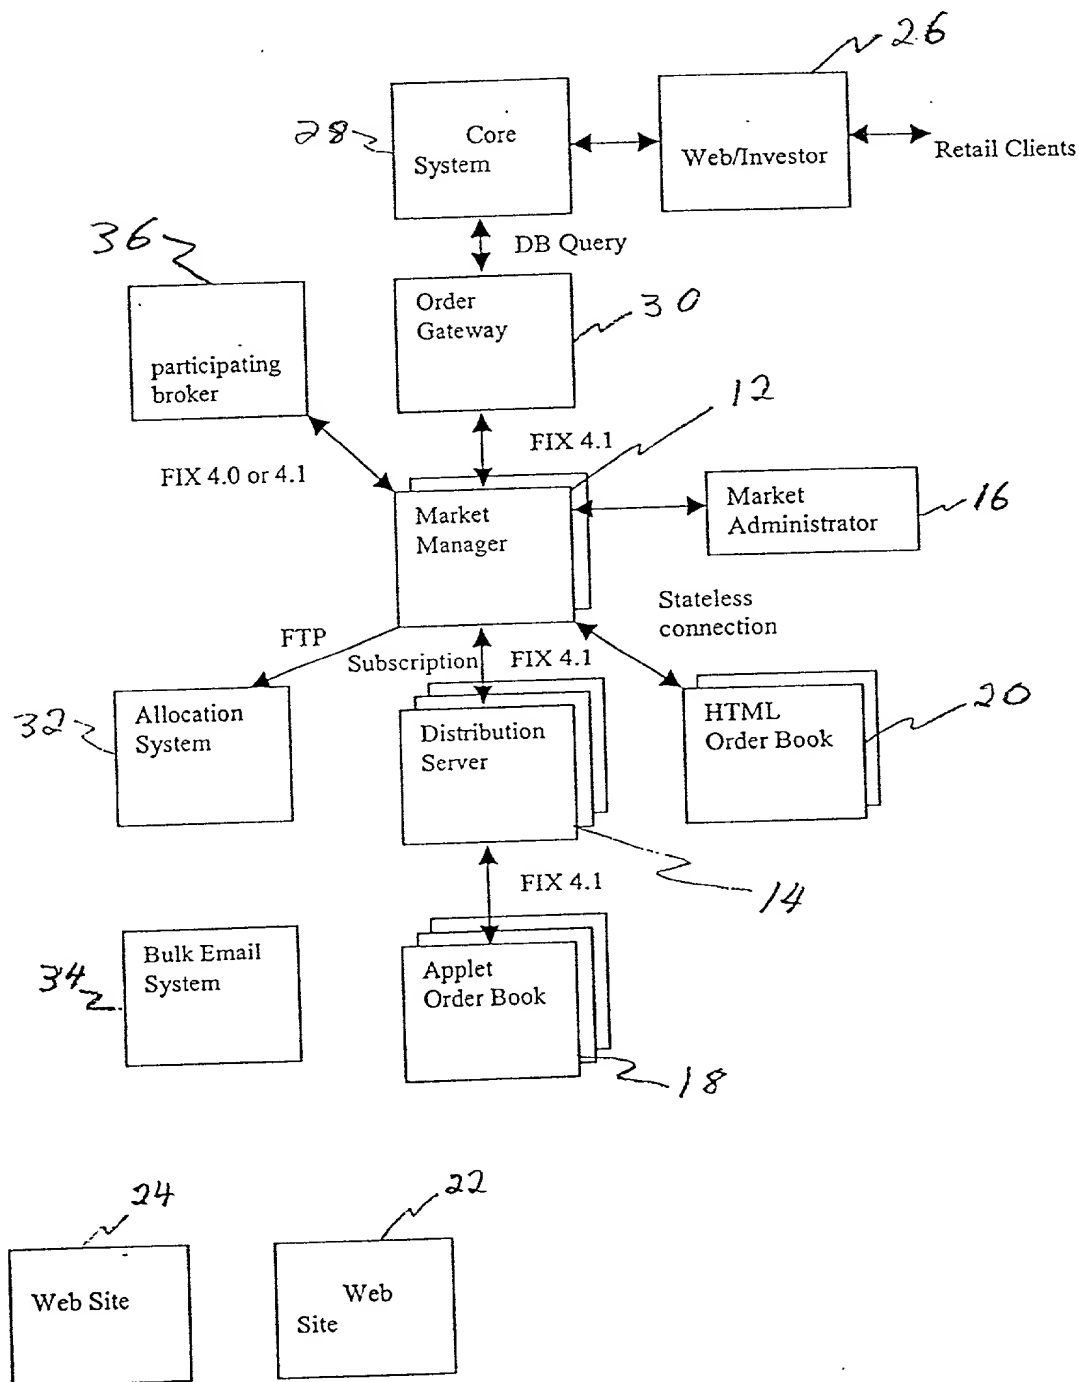 26
28
Core
System
Web/Investor
Retail Clients
DB Query
36
Order
Gateway
30
participating
broker
12
FIX 4.1
FIX 4.0 or 4.1
Market
Manager
Market
Administrator
16
Stateless
connection
FTP
Subscription
FIX 4.1
32
Allocation
System
Distribution
Server
HTML
Order Book
20
FIX 4.1
14
34
Bulk Email
System
Applet
Order Book
18
24
22
Web Site
Web
Site